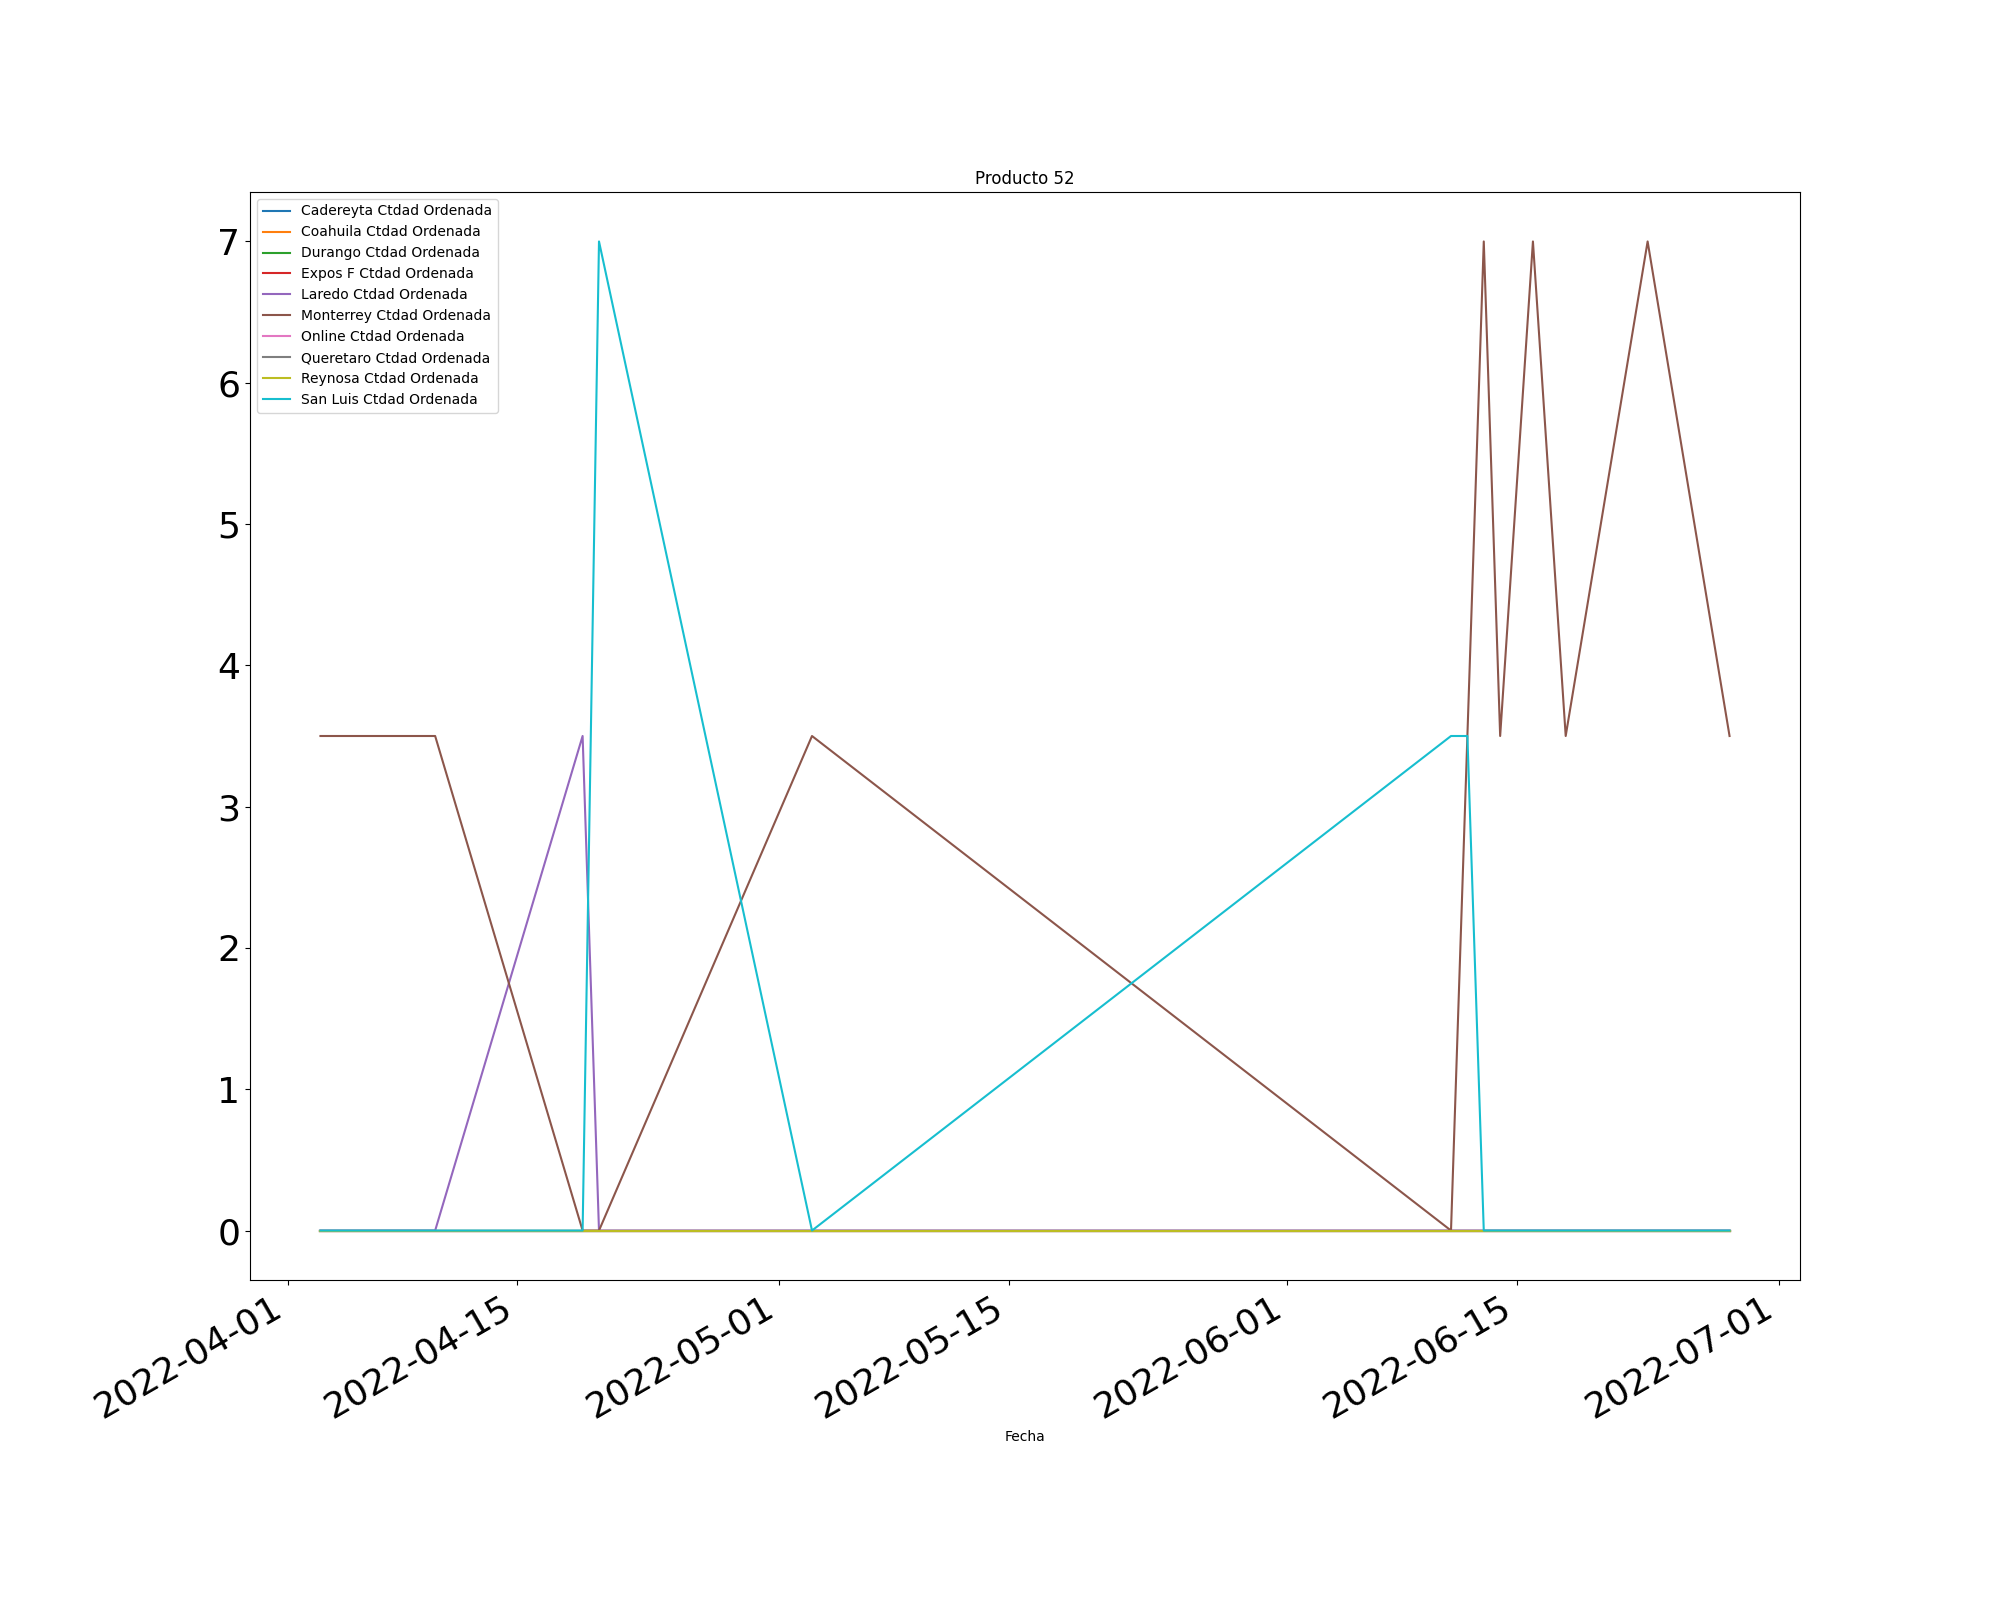 Producto 52
Cadereyta Ctdad Ordenada
Coahuila Ctdad Ordenada
Durango Ctdad Ordenada
Expos F Ctdad Ordenada
Laredo Ctdad Ordenada
Monterrey Ctdad Ordenada
Online Ctdad Ordenada
Queretaro Ctdad Ordenada
Reynosa Ctdad Ordenada
San Luis Ctdad Ordenada
7
6
5
4
3
2
1
0
2022-04-01
2022-04-15
2022-05-01
2022-05-15
2022-06-01
2022-06-15
2022-07-01
Fecha